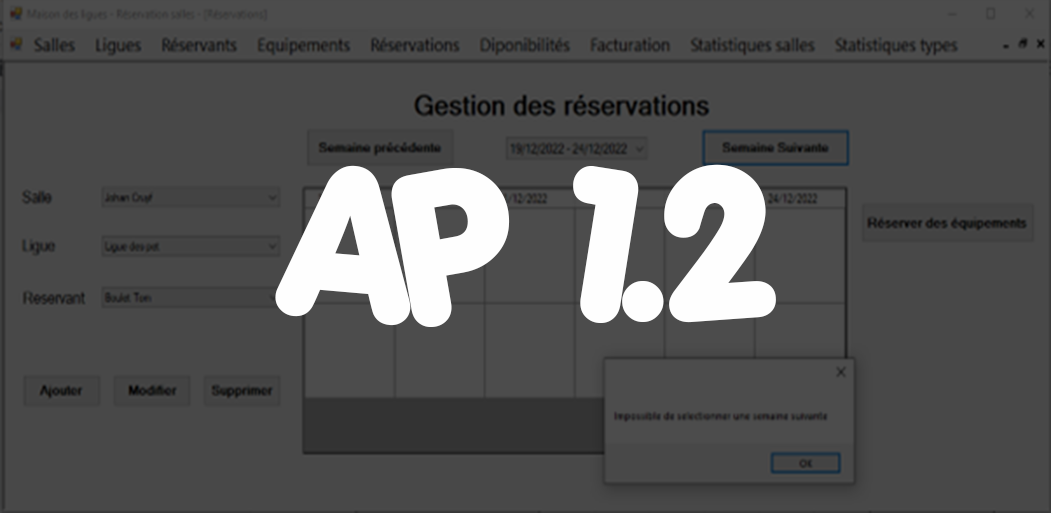 Maison des ligues - Réservation salles - [Réservations]
Salles Ligues Réservants Equipements Réservations Diponibilités Facturation Statistiques salles Statistiques types
Gestion des réservations
Semaine précédente 19/12/2022 - 24/12/2022 Semaine Suivante
Salle Johan Cruyf /12/2022 24/12/2022
Réserver des équipements
Ligue Ligue des pot
AP 1.2
Reservant Boulet Tom
Ajouter Modifier Supprimer
Impossible de selectionner une semaine suivante
OK